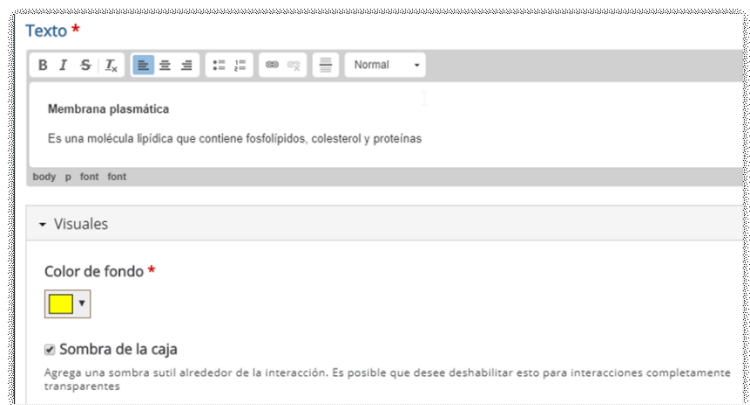 Texto *
B I S Tx Normal
Membrana plasmática
Es una molécula lipídica que contiene fosfolípidos, colesterol y proteínas
body p font font
Visuales
Color de fondo *
Sombra de la caja
Agrega una sombra sutil alrededor de la interacción. Es posible que desee deshabilitar esto para interacciones completamente
transparentes